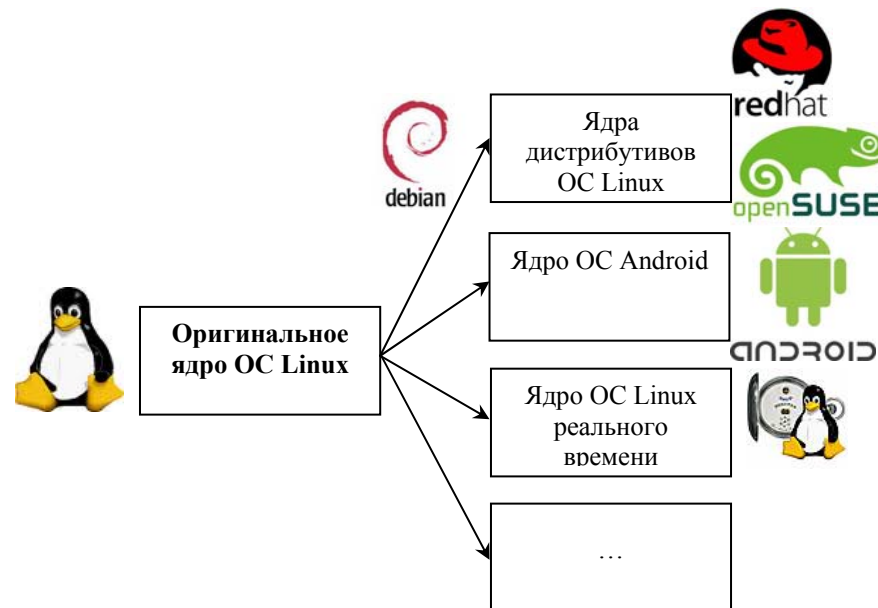 redhat
Ядра
дистрибутивов
ОС Linux
debian
openSUSE
Ядро ОС Android
Оригинальное
ядро ОС Linux
android
Ядро ОС Linux
реального
времени
…